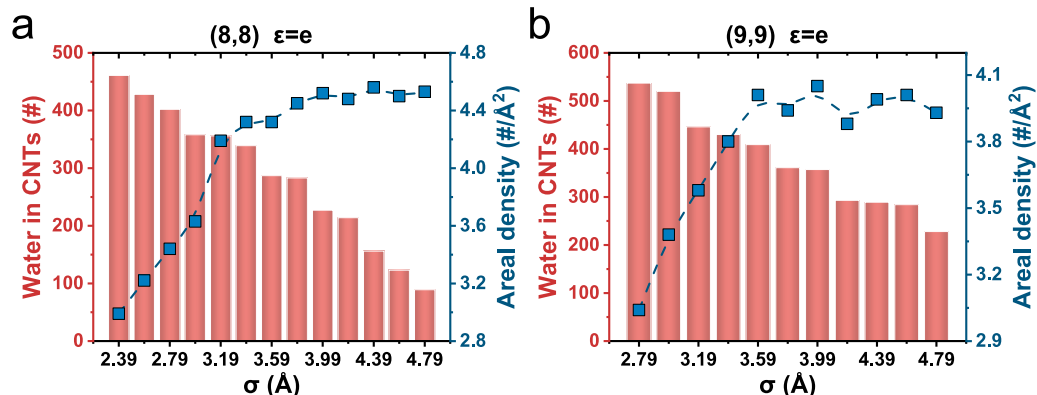 a
(8,8) ε=e
500
400
300
200
100
0
Water in CNTs (#)
4.8
4.4
4.0
3.6
3.2
2.8
Areal density (#/Å²)
2.39 2.79 3.19 3.59 3.99 4.39 4.79
σ (Å)
b
(9,9) ε=e
600
500
400
300
200
100
0
Water in CNTs (#)
4.1
3.8
3.5
3.2
2.9
Areal density (#/Å²)
2.79 3.19 3.59 3.99 4.39 4.79
σ (Å)